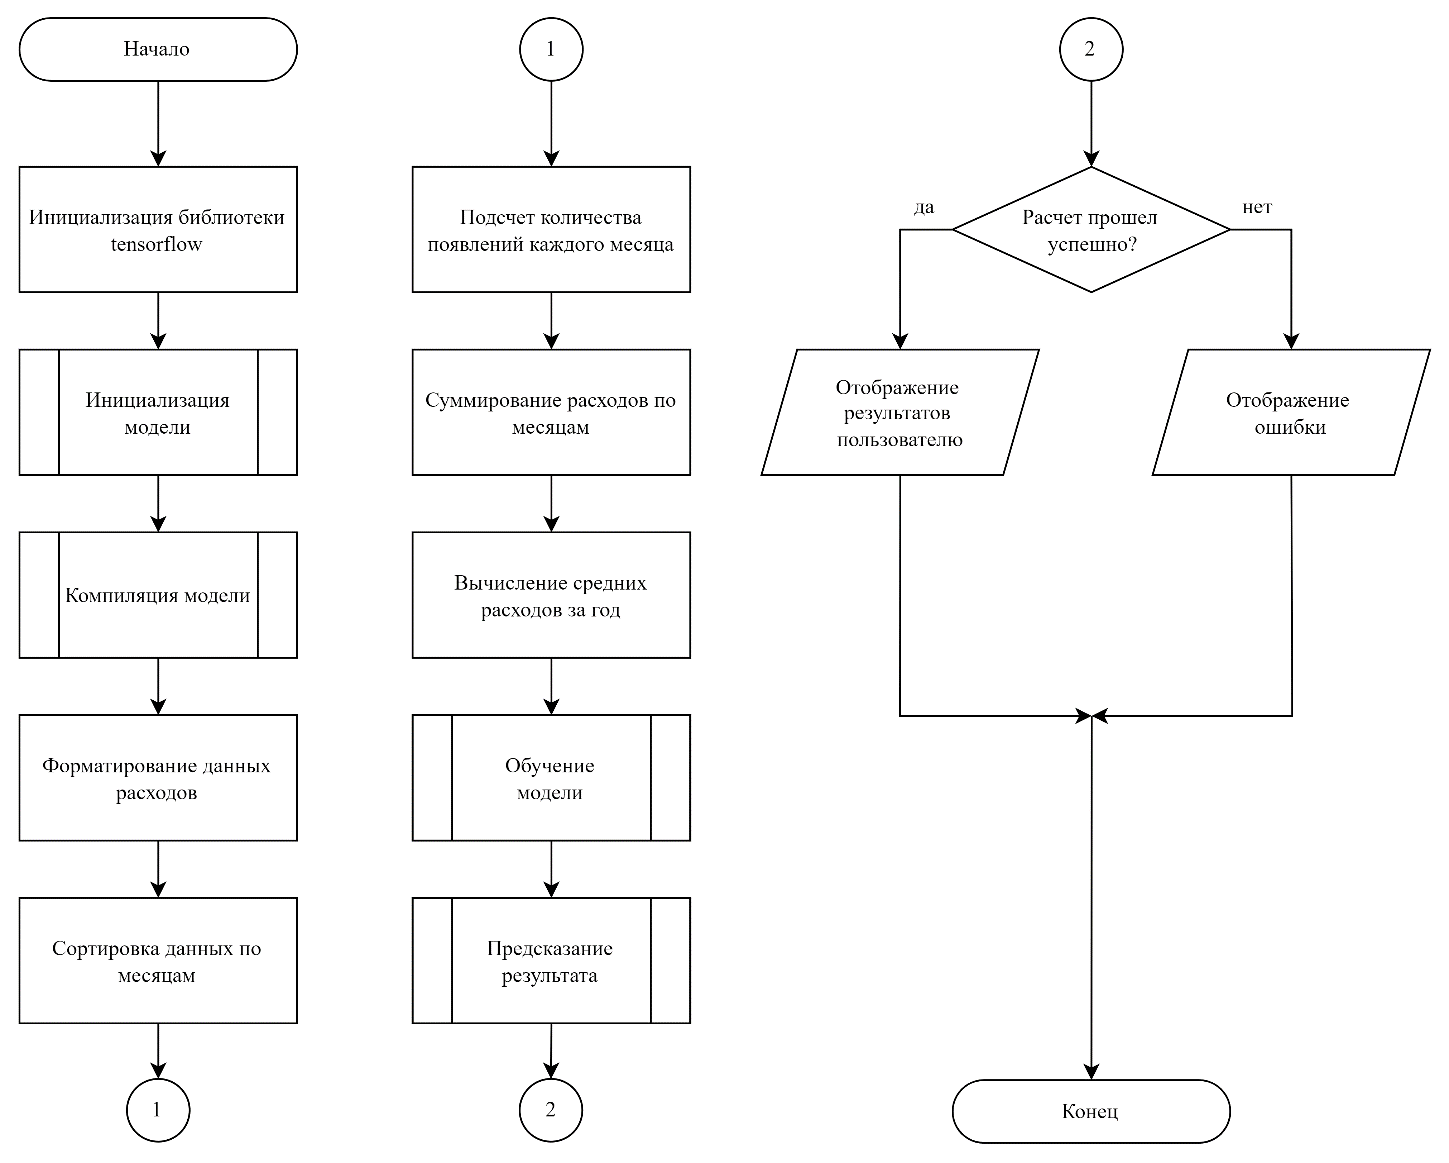 Начало
Инициализация библиотеки
tensorflow
Инициализация
модели
Компиляция модели
Форматирование данных
расходов
Сортировка данных по
месяцам
1
1
Подсчет количества
появлений каждого месяца
Суммирование расходов по
месяцам
Вычисление средних
расходов за год
Обучение
модели
Предсказание
результата
2
2
Расчет прошел
успешно?
да
нет
Отображение
результатов
пользователю
Отображение
ошибки
Конец